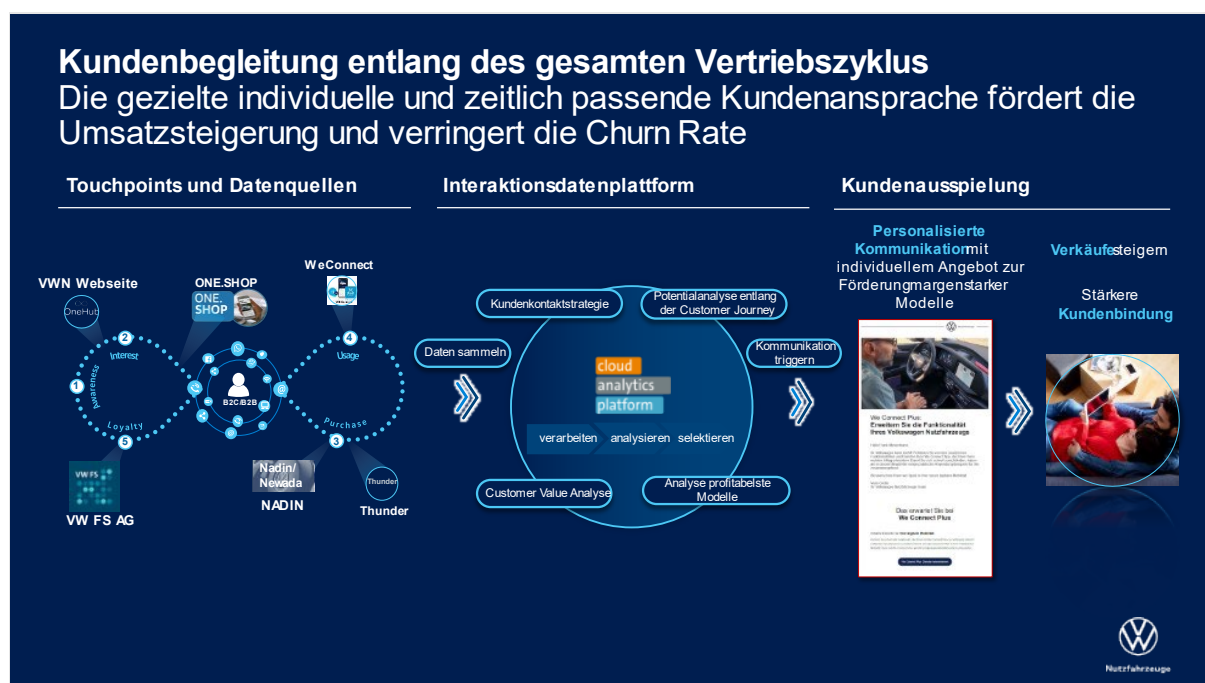 Kundenbegleitung entlang des gesamten Vertriebszyklus
Die gezielte individuelle und zeitlich passende Kundenansprache fördert die
Umsatzsteigerung und verringert die Churn Rate
Touchpoints und Datenquellen
VWN Webseite
OneHub
ONE.SHOP
ONE.
SHOP
WeConnect
1
Awareness
2
Interest
B2C/B2B
4
Usage
Loyalty
5
Purchase
3
VW FS
VW FS AG
Nadin/
Newada
NADIN
Thunder
Thunder
Interaktionsdatenplattform
Daten sammeln
Kundenkontaktstrategie
Potentialanalyse entlang
der Customer Journey
Kommunikation
triggern
cloud
analytics
platform
verarbeiten
analysieren
selektieren
Customer Value Analyse
Analyse profitabelste
Modelle
Kundenausspielung
Personalisierte
Kommunikation mit
individuellem Angebot zur
Förderung margenstarker
Modelle
We Connect Plus:
Erweitern Sie die Funktionalität
Ihres Volkswagen Nutzfahrzeugs
Das erwartet Sie bei
We Connect Plus
Verkäufe steigern
Stärkere
Kundenbindung
Nutzfahrzeuge